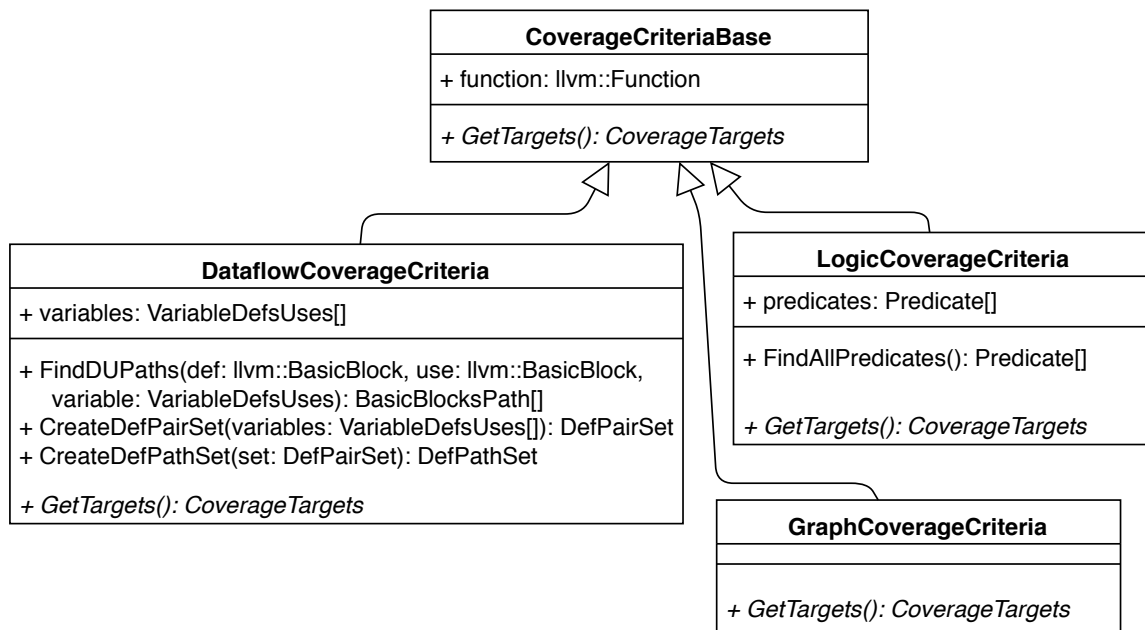 CoverageCriteriaBase
+ function: llvm::Function
+ GetTargets(): CoverageTargets
DataflowCoverageCriteria
+ variables: VariableDefsUses[]
+ FindDUPaths(def: llvm::BasicBlock, use: llvm::BasicBlock,
variable: VariableDefsUses): BasicBlocksPath[]
+ CreateDefPairSet(variables: VariableDefsUses[]): DefPairSet
+ CreateDefPathSet(set: DefPairSet): DefPathSet
+ GetTargets(): CoverageTargets
LogicCoverageCriteria
+ predicates: Predicate[]
+ FindAllPredicates(): Predicate[]
+ GetTargets(): CoverageTargets
GraphCoverageCriteria
+ GetTargets(): CoverageTargets